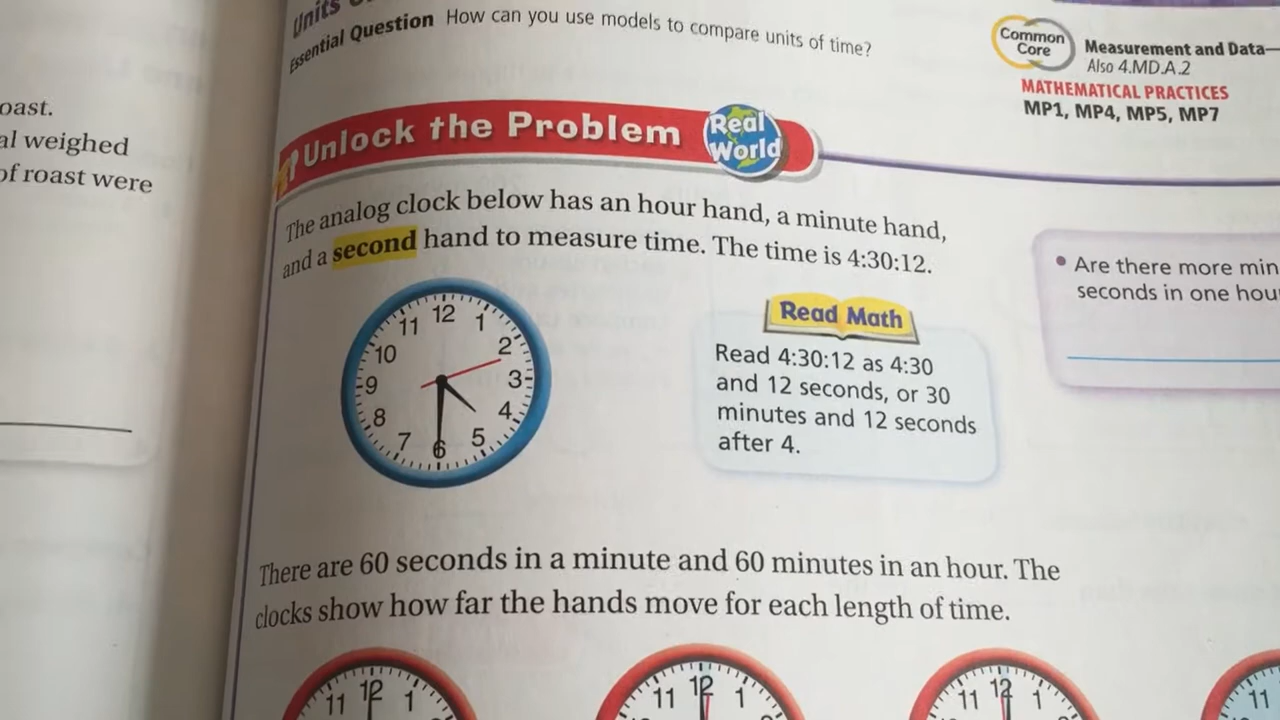 oast.
al weighed
of roast were
Units
Essential Question How can you use models to compare units of time?
Common
Core
Measurement and Data—
Also 4.MD.A.2
MATHEMATICAL PRACTICES
MP1, MP4, MP5, MP7
Unlock the Problem
Real
World
The analog clock below has an hour hand, a minute hand,
and a second hand to measure time. The time is 4:30:12.
12
1
2
3
4
5
6
7
8
9
10
11
Read Math
Read 4:30:12 as 4:30
and 12 seconds, or 30
minutes and 12 seconds
after 4.
• Are there more min
seconds in one hou
There are 60 seconds in a minute and 60 minutes in an hour. The
clocks show how far the hands move for each length of time.
11 12 1
11 12 1
11 12 1
11